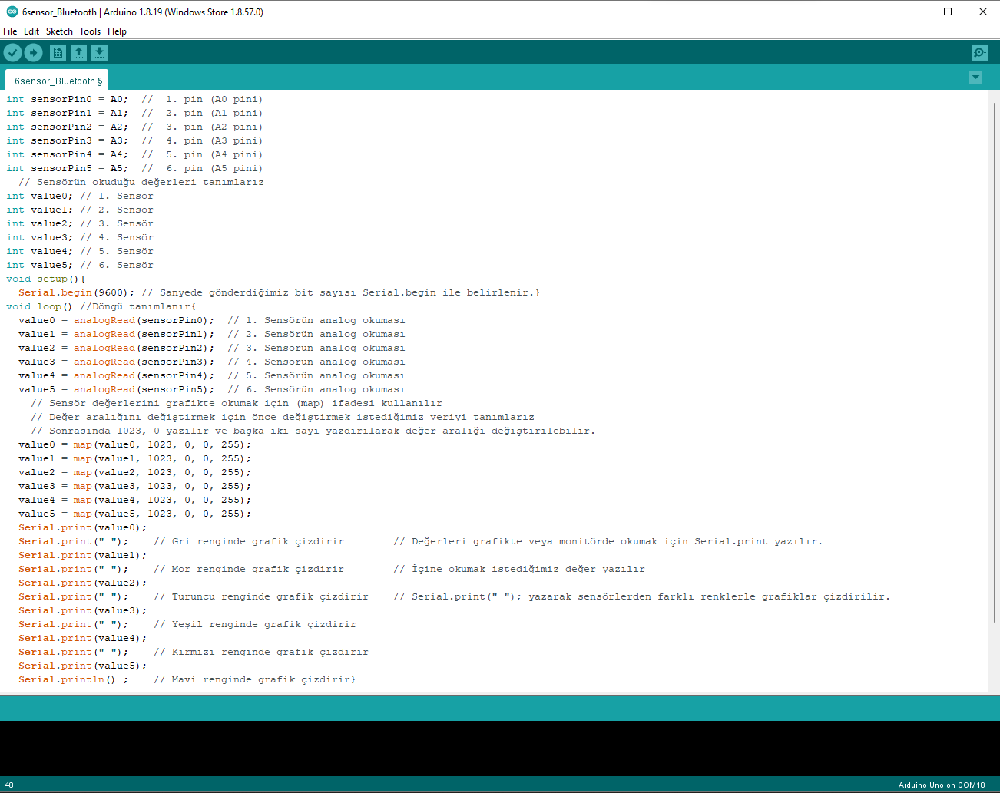 6sensor_Bluetooth | Arduino 1.8.19 (Windows Store 1.8.57.0)
File Edit Sketch Tools Help
6sensor_Bluetooth §
int sensorPin0 = A0;  //  1. pin (A0 pini)
int sensorPin1 = A1;  //  2. pin (A1 pini)
int sensorPin2 = A2;  //  3. pin (A2 pini)
int sensorPin3 = A3;  //  4. pin (A3 pini)
int sensorPin4 = A4;  //  5. pin (A4 pini)
int sensorPin5 = A5;  //  6. pin (A5 pini)
  // Sensörün okuduğu değerleri tanımlarız
int value0; // 1. Sensör
int value1; // 2. Sensör
int value2; // 3. Sensör
int value3; // 4. Sensör
int value4; // 5. Sensör
int value5; // 6. Sensör
void setup(){
  Serial.begin(9600); // Sanyede gönderdiğimiz bit sayısı Serial.begin ile belirlenir.}
void loop() //Döngü tanımlanır{
  value0 = analogRead(sensorPin0);  // 1. Sensörün analog okuması
  value1 = analogRead(sensorPin1);  // 2. Sensörün analog okuması
  value2 = analogRead(sensorPin2);  // 3. Sensörün analog okuması
  value3 = analogRead(sensorPin3);  // 4. Sensörün analog okuması
  value4 = analogRead(sensorPin4);  // 5. Sensörün analog okuması
  value5 = analogRead(sensorPin5);  // 6. Sensörün analog okuması
    // Sensör değerlerini grafikte okumak için (map) ifadesi kullanılır
    // Değer aralığını değiştirmek için önce değiştirmek istediğimiz veriyi tanımlarız
    // Sonrasında 1023, 0 yazılır ve başka iki sayı yazdırılarak değer aralığı değiştirilebilir.
  value0 = map(value0, 1023, 0, 0, 255);
  value1 = map(value1, 1023, 0, 0, 255);
  value2 = map(value2, 1023, 0, 0, 255);
  value3 = map(value3, 1023, 0, 0, 255);
  value4 = map(value4, 1023, 0, 0, 255);
  value5 = map(value5, 1023, 0, 0, 255);
  Serial.print(value0);
  Serial.print(" ");    // Gri renginde grafik çizdirir        // Değerleri grafikte veya monitörde okumak için Serial.print yazılır.
  Serial.print(value1);
  Serial.print(" ");    // Mor renginde grafik çizdirir        // İçine okumak istediğimiz değer yazılır
  Serial.print(value2);
  Serial.print(" ");    // Turuncu renginde grafik çizdirir    // Serial.print(" "); yazarak sensörlerden farklı renklerle grafiklar çizdirilir.
  Serial.print(value3);
  Serial.print(" ");    // Yeşil renginde grafik çizdirir
  Serial.print(value4);
  Serial.print(" ");    // Kırmızı renginde grafik çizdirir
  Serial.print(value5);
  Serial.println() ;    // Mavi renginde grafik çizdirir}
48
Arduino Uno on COM18